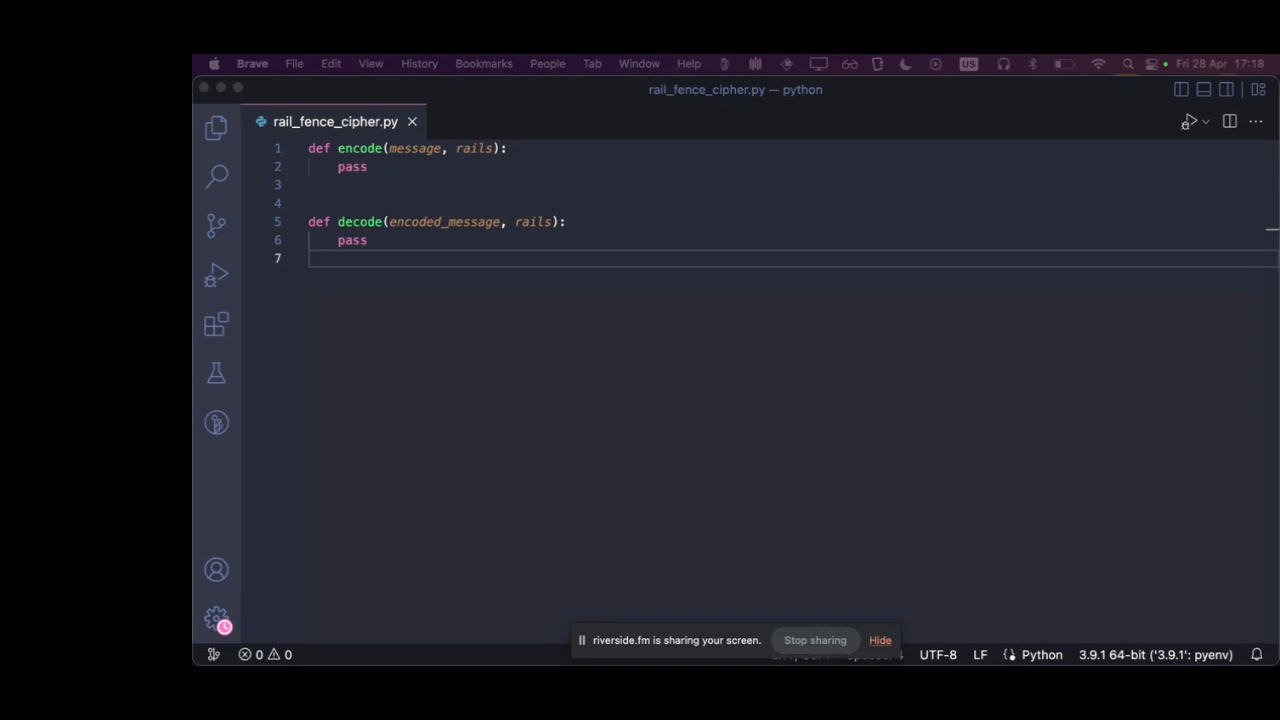 Brave File Edit View History Bookmarks People Tab Window Help US Fri 28 Apr 17:18
rail_fence_cipher.py — python
rail_fence_cipher.py
1 def encode(message, rails):
2 pass
3
4
5 def decode(encoded_message, rails):
6 pass
7
riverside.fm is sharing your screen. Stop sharing Hide
0 0 UTF-8 LF Python 3.9.1 64-bit ('3.9.1': pyenv)